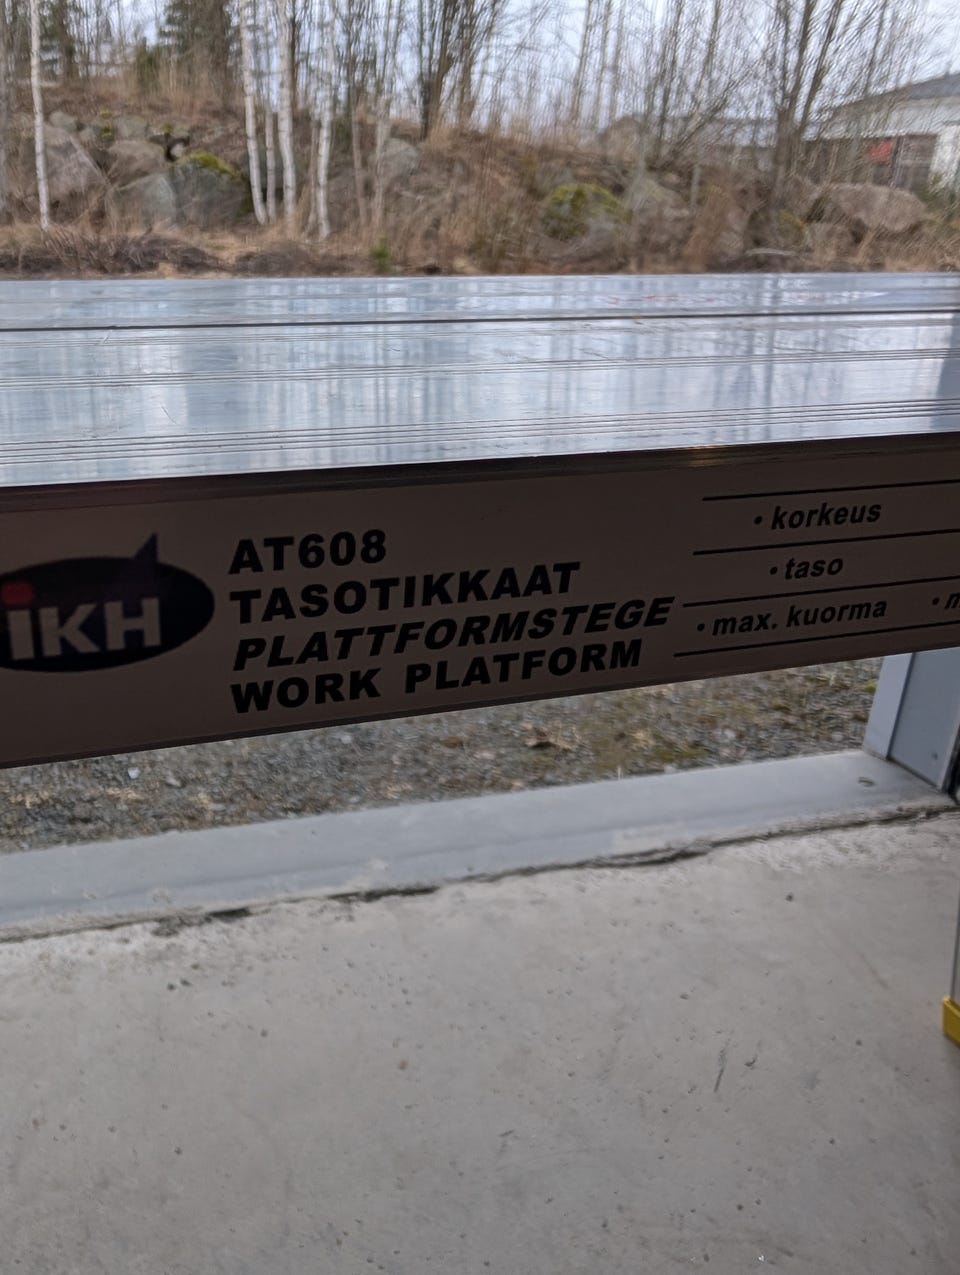 IKH
AT608
TASOTIKKAAT
PLATTFORMSTEGE
WORK PLATFORM
• korkeus
• taso
• max. kuorma •